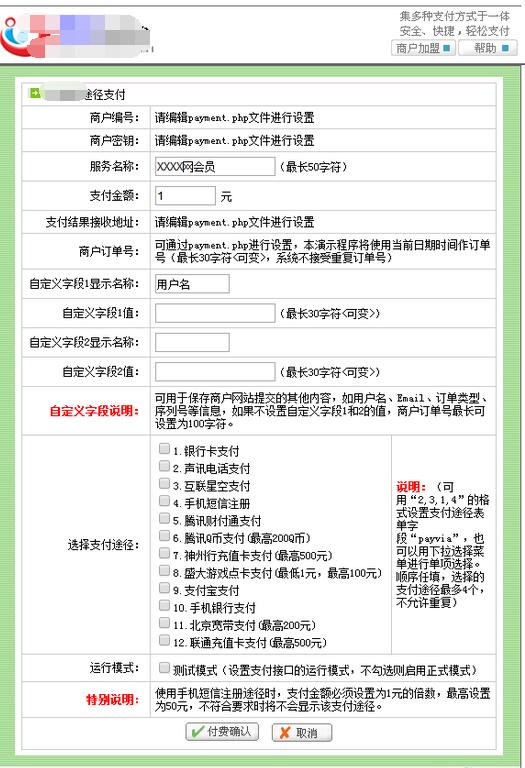 集多种支付方式于一体
安全、快捷，轻松支付
商户加盟
帮助
途径支付
商户编号：
请编辑payment.php文件进行设置
商户密钥：
请编辑payment.php文件进行设置
服务名称：
XXXX网会员
（最长50字符）
支付金额：
1
元
支付结果接收地址：
请编辑payment.php文件进行设置
商户订单号：
可通过payment.php进行设置，本演示程序将使用当前日期时间作订单
号（最长30字符<可变>，系统不接受重复订单号）
自定义字段1显示名称：
用户名
自定义字段1值：
（最长30字符<可变>）
自定义字段2显示名称：
自定义字段2值：
（最长30字符<可变>）
自定义字段说明：
可用于保存商户网站提交的其他内容，如用户名、Email、订单类型、
序列号等信息，如果不设置自定义字段1和2的值，商户订单号最长可
设置为100字符。
选择支付途径：
1. 银行卡支付
2. 声讯电话支付
3. 互联星空支付
4. 手机短信注册
5. 腾讯财付通支付
6. 腾讯Q币支付(最高200Q币)
7. 神州行充值卡支付(最高500元)
8. 盛大游戏点卡支付(最低1元，最高100元)
9. 支付宝支付
10. 手机银行支付
11. 北京宽带支付(最高200元)
12. 联通充值卡支付(最高500元)
说明：（可
用“2,3,1,4”的格
式设置支付途径表
单字
段“payvia”，也
可以用下拉选择菜
单进行单项选择。
顺序任填，选择的
支付途径最多4个，
不允许重复）
运行模式：
测试模式（设置支付接口的运行模式，不勾选则启用正式模式）
特别说明：
使用手机短信注册途径时，支付金额必须设置为1元的倍数，最高设置
为50元，不符合要求时将不会显示该支付途径。
付费确认
取消